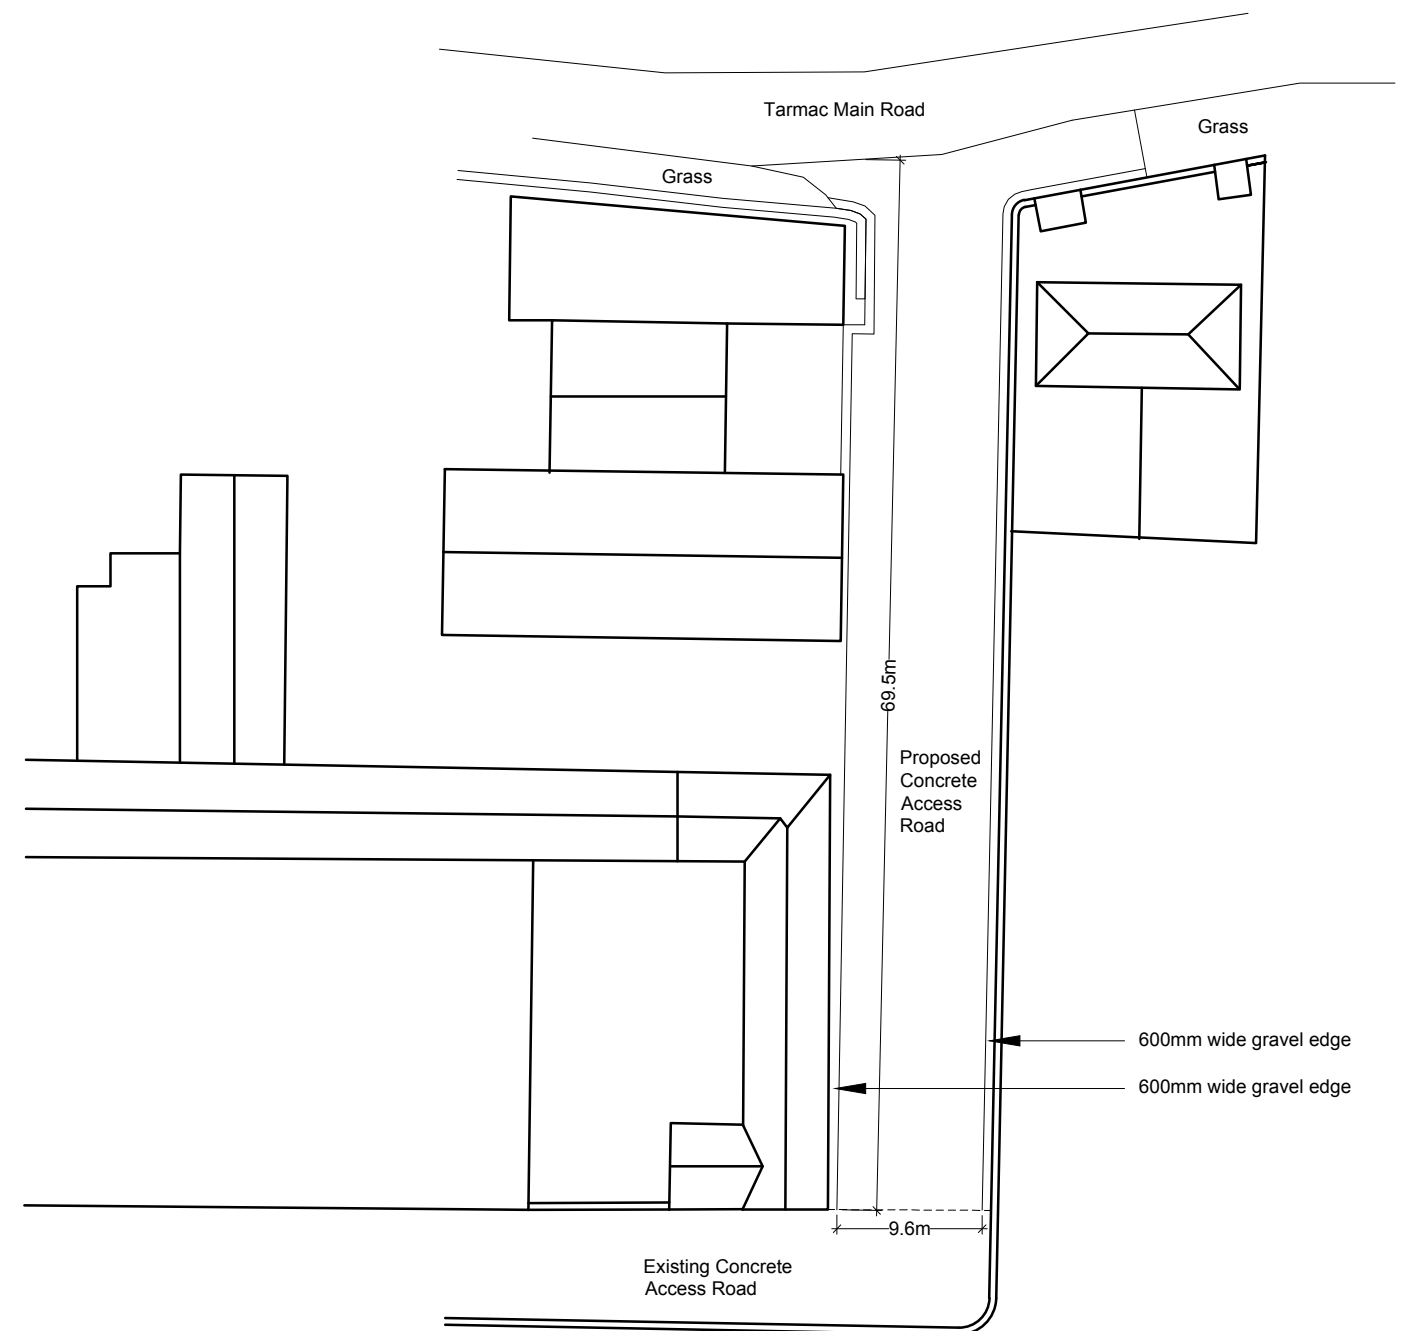 Tarmac Main Road
Grass
Grass
69.5m
Proposed
Concrete
Access
Road
600mm wide gravel edge
600mm wide gravel edge
9.6m
Existing Concrete
Access Road